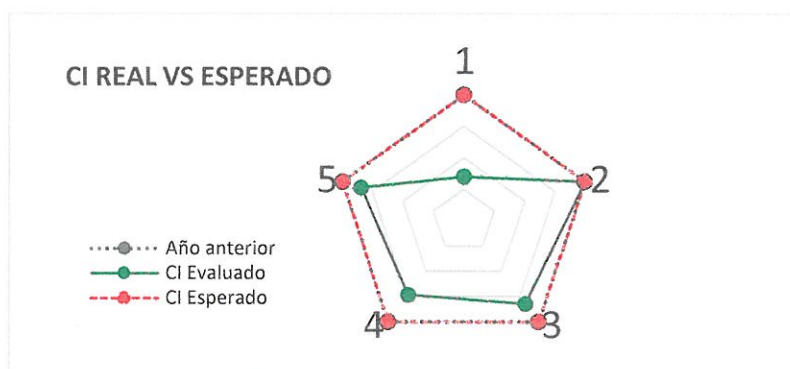 CI REAL VS ESPERADO
1
2
3
4
5
Año anterior
CI Evaluado
CI Esperado